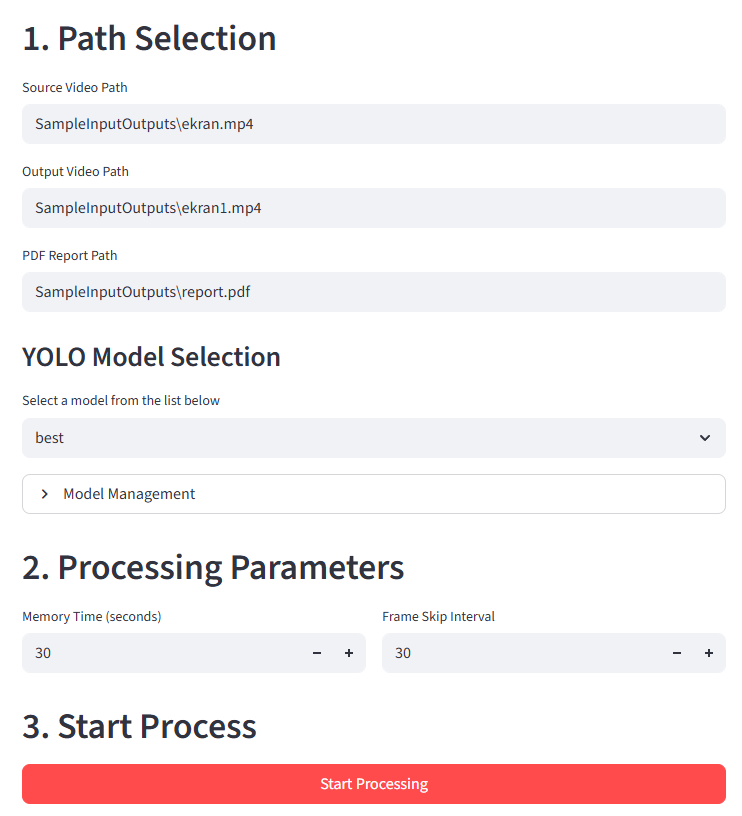 1. Path Selection
Source Video Path
SampleInputOutputs\ekran.mp4
Output Video Path
SampleInputOutputs\ekran1.mp4
PDF Report Path
SampleInputOutputs\report.pdf
YOLO Model Selection
Select a model from the list below
best
Model Management
2. Processing Parameters
Memory Time (seconds)
Frame Skip Interval
30
30
3. Start Process
Start Processing